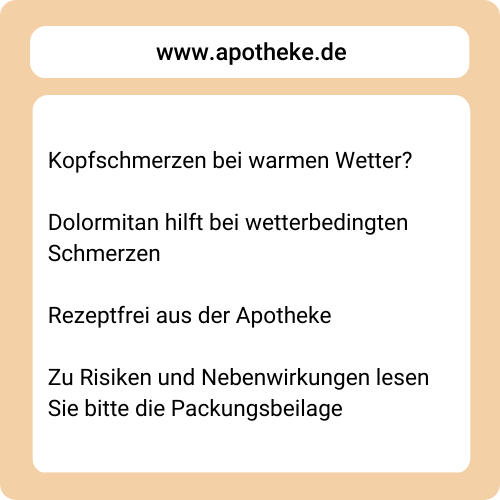 www.apotheke.de
Kopfschmerzen bei warmen Wetter?
Dolormitan hilft bei wetterbedingten
Schmerzen
Rezeptfrei aus der Apotheke
Zu Risiken und Nebenwirkungen lesen
Sie bitte die Packungsbeilage